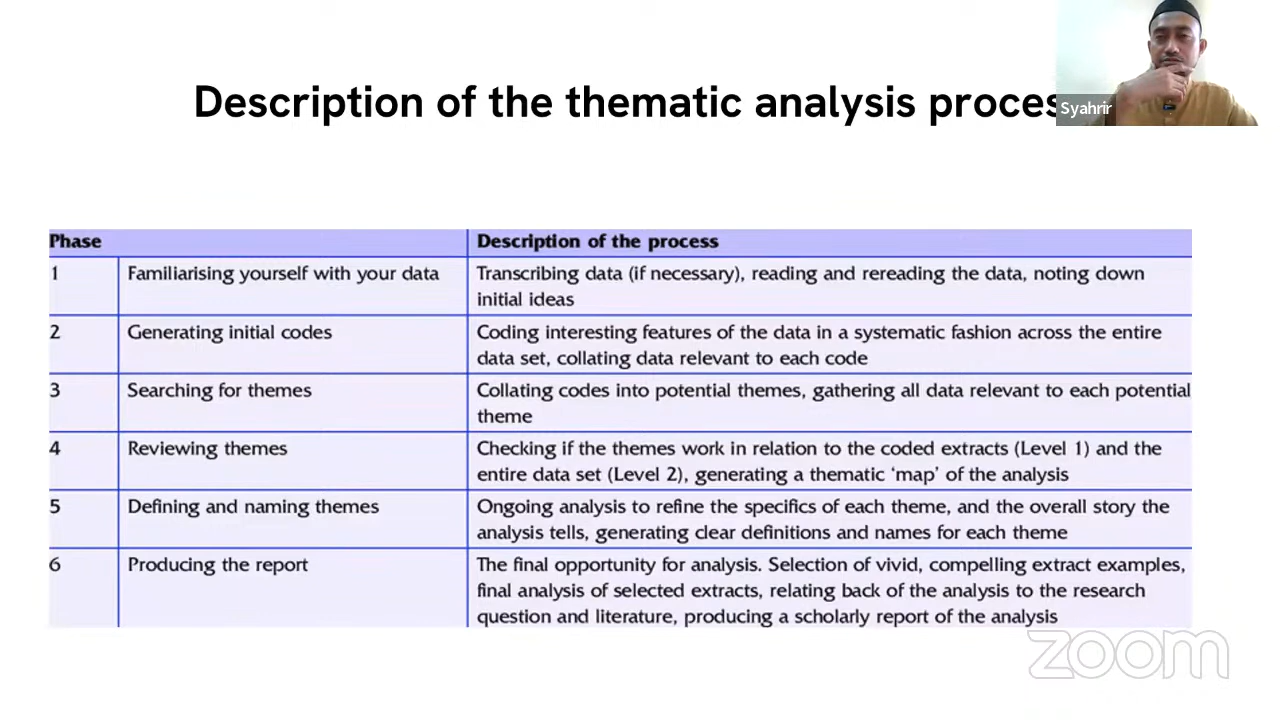 Description of the thematic analysis proces
Syahrir
Phase
Description of the process
1
Familiarising yourself with your data
Transcribing data (if necessary), reading and rereading the data, noting down
initial ideas
2
Generating initial codes
Coding interesting features of the data in a systematic fashion across the entire
data set, collating data relevant to each code
3
Searching for themes
Collating codes into potential themes, gathering all data relevant to each potential
theme
4
Reviewing themes
Checking if the themes work in relation to the coded extracts (Level 1) and the
entire data set (Level 2), generating a thematic ‘map’ of the analysis
5
Defining and naming themes
Ongoing analysis to refine the specifics of each theme, and the overall story the
analysis tells, generating clear definitions and names for each theme
6
Producing the report
The final opportunity for analysis. Selection of vivid, compelling extract examples,
final analysis of selected extracts, relating back of the analysis to the research
question and literature, producing a scholarly report of the analysis
zoom